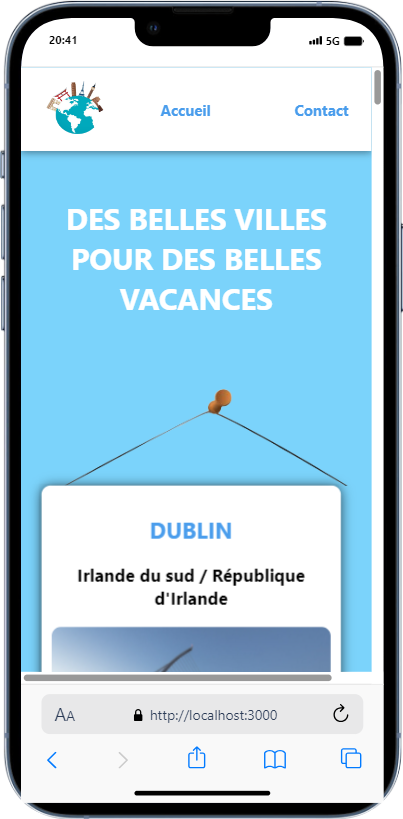 20:41
5G
Accueil
Contact
DES BELLES VILLES
POUR DES BELLES
VACANCES
DUBLIN
Irlande du sud / République
d'Irlande
AA
http://localhost:3000